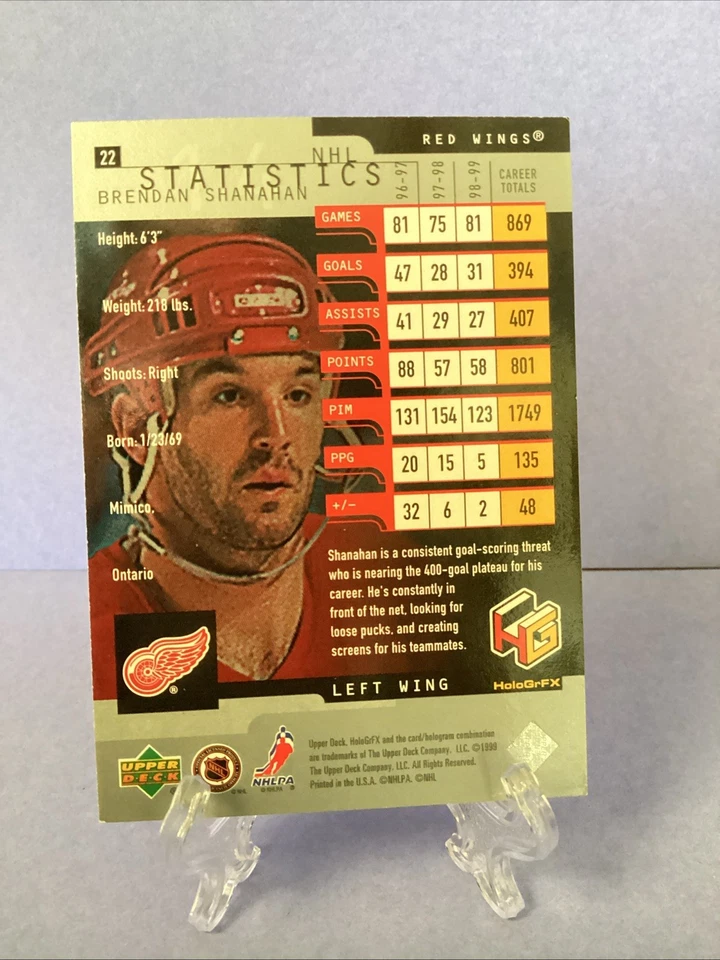 22
RED WINGS®
NHL
STATISTICS
BRENDAN SHANAHAN
96-97 97-98 98-99 CAREER TOTALS
GAMES 81 75 81 869
GOALS 47 28 31 394
ASSISTS 41 29 27 407
POINTS 88 57 58 801
PIM 131 154 123 1749
PPG 20 15 5 135
+/- 32 6 2 48
Height: 6'3"
Weight: 218 lbs.
Shoots: Right
Born: 1/23/69
Mimico,
Ontario
Shanahan is a consistent goal-scoring threat
who is nearing the 400-goal plateau for his
career. He's constantly in
front of the net, looking for
loose pucks, and creating
screens for his teammates.
HG
HoloGrFX
®
LEFT WING
UPPER
DECK
NHL
©NHL
NHLPA
Upper Deck, HoloGrFX and the card/hologram combination
are trademarks of The Upper Deck Company, LLC. ©1999
The Upper Deck Company, LLC. All Rights Reserved.
Printed in the U.S.A. ©NHLPA. ©NHL